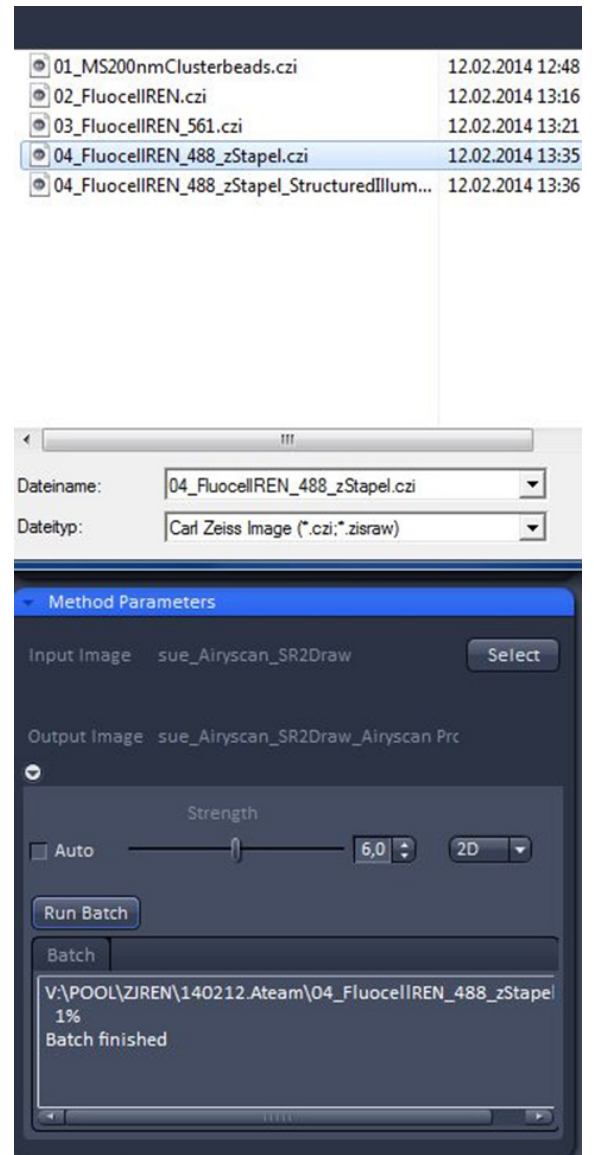 01_MS200nmClusterbeads.czi 12.02.2014 12:48
02_FluocellREN.czi 12.02.2014 13:16
03_FluocellREN_561.czi 12.02.2014 13:21
04_FluocellREN_488_zStapel.czi 12.02.2014 13:35
04_FluocellREN_488_zStapel_StructuredIllum... 12.02.2014 13:36
Dateiname: 04_FluocellREN_488_zStapel.czi
Dateityp: Carl Zeiss Image (*.czi;*.zisraw)
Method Parameters
Input Image sue_Airyscan_SR2Draw Select
Output Image sue_Airyscan_SR2Draw_Airyscan Prc
Strength
Auto 6,0 2D
Run Batch
Batch
V:\POOL\ZJREN\140212.Ateam\04_FluocellREN_488_zStapel
1%
Batch finished